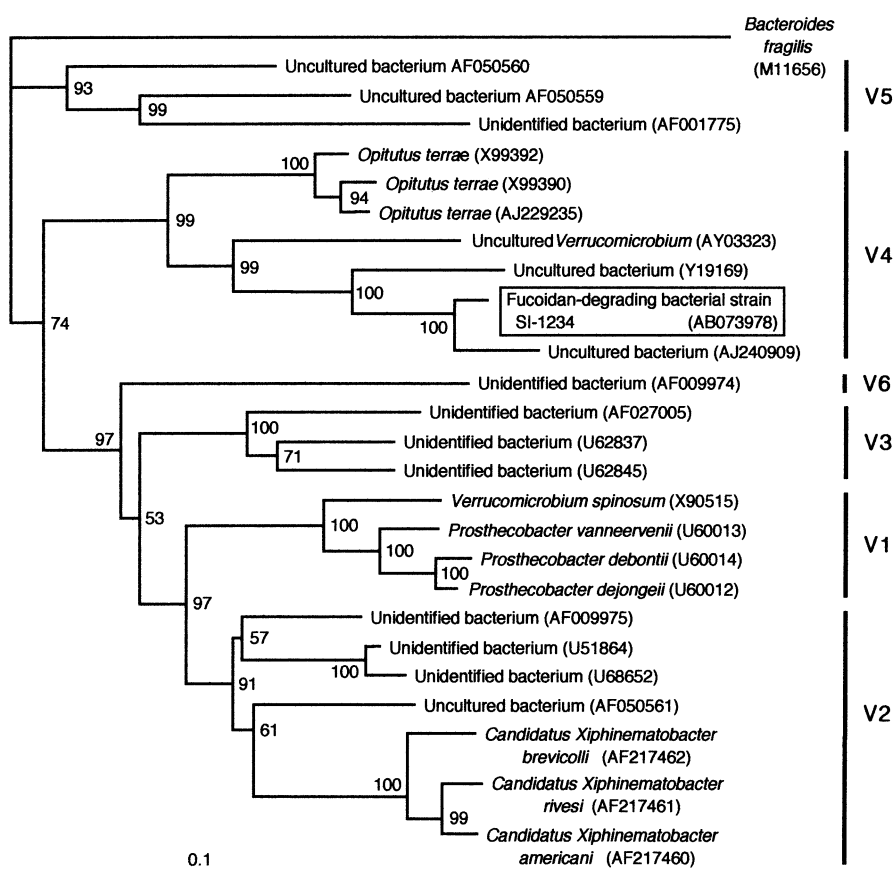 Bacteroides
fragilis
(M11656)
Uncultured bacterium AF050560
93
V5
Uncultured bacterium AF050559
99
Unidentified bacterium (AF001775)
Opitutus terrae (X99392)
100
Opitutus terrae (X99390)
94
Opitutus terrae (AJ229235)
99
Uncultured Verrucomicrobium (AY03323)
V4
99
Uncultured bacterium (Y19169)
100
Fucoidan-degrading bacterial strain
SI-1234 (AB073978)
100
74
Uncultured bacterium (AJ240909)
Unidentified bacterium (AF009974)
V6
Unidentified bacterium (AF027005)
100
97
Unidentified bacterium (U62837)
V3
71
Unidentified bacterium (U62845)
Verrucomicrobium spinosum (X90515)
53
100
Prosthecobacter vanneervenii (U60013)
V1
100
Prosthecobacter debontii (U60014)
100
Prosthecobacter dejongeii (U60012)
97
Unidentified bacterium (AF009975)
57
Unidentified bacterium (U51864)
100
Unidentified bacterium (U68652)
91
Uncultured bacterium (AF050561)
V2
61
Candidatus Xiphinematobacter
brevicolli (AF217462)
100
Candidatus Xiphinematobacter
rivesi (AF217461)
99
Candidatus Xiphinematobacter
americani (AF217460)
0.1